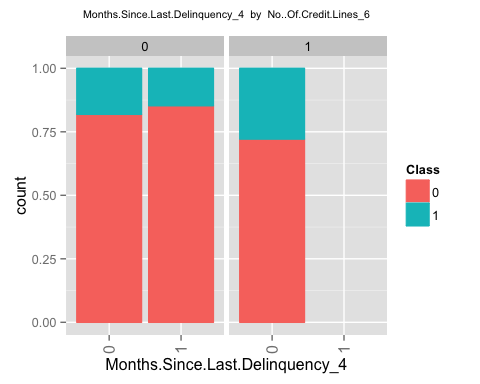 Months.Since.Last.Delinquency_4 by No..Of.Credit.Lines_6
0 1
1.00
0.75
0.50
0.25
0.00
count
0 1 0 1
Months.Since.Last.Delinquency_4
Class
0
1